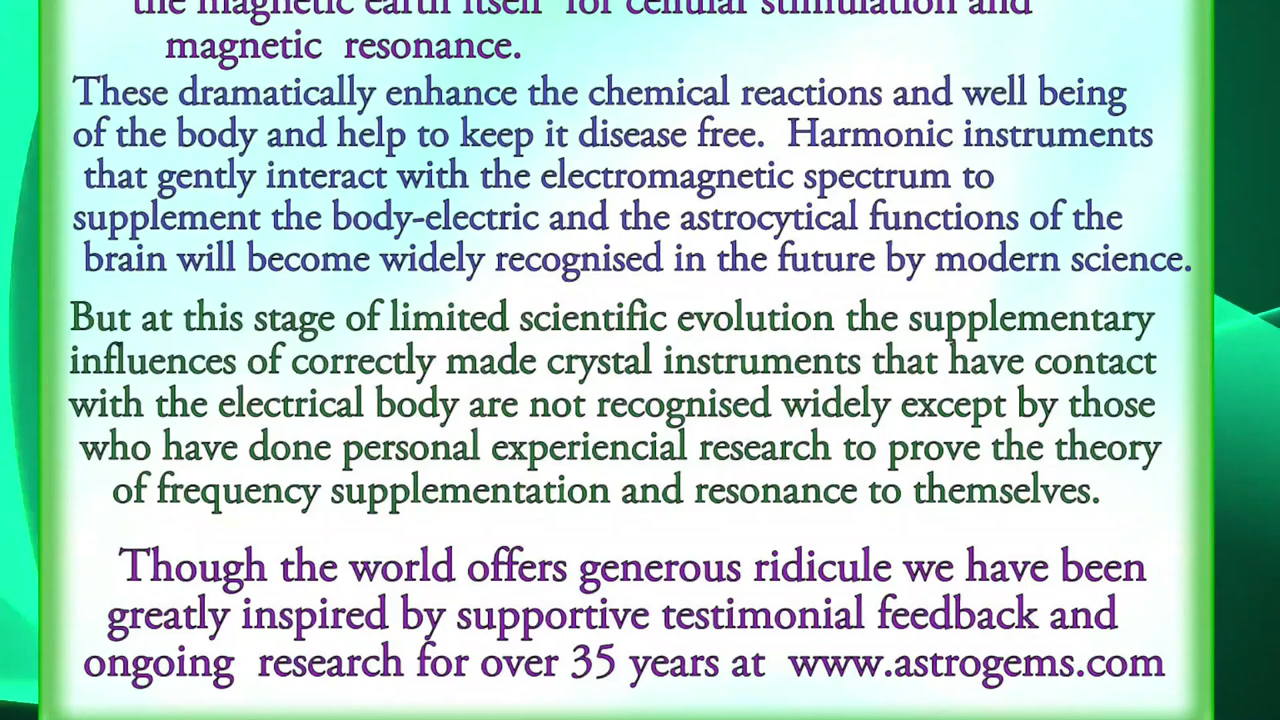 the magnetic earth itself for cellular stimulation and
magnetic resonance.
These dramatically enhance the chemical reactions and well being
of the body and help to keep it disease free. Harmonic instruments
that gently interact with the electromagnetic spectrum to
supplement the body-electric and the astrocytical functions of the
brain will become widely recognised in the future by modern science.
But at this stage of limited scientific evolution the supplementary
influences of correctly made crystal instruments that have contact
with the electrical body are not recognised widely except by those
who have done personal experiencial research to prove the theory
of frequency supplementation and resonance to themselves.
Though the world offers generous ridicule we have been
greatly inspired by supportive testimonial feedback and
ongoing research for over 35 years at www.astrogems.com